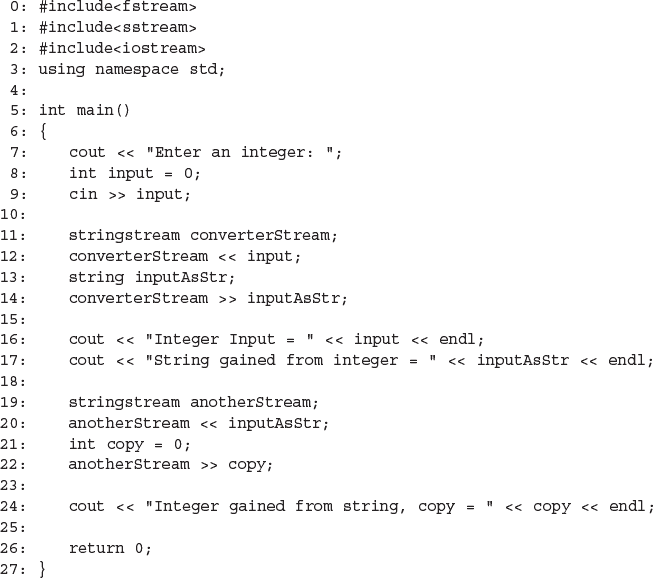 0: #include<fstream>
1: #include<sstream>
2: #include<iostream>
3: using namespace std;
4:
5: int main()
6: {
7:    cout << "Enter an integer: ";
8:    int input = 0;
9:    cin >> input;
10:
11:    stringstream converterStream;
12:    converterStream << input;
13:    string inputAsStr;
14:    converterStream >> inputAsStr;
15:
16:    cout << "Integer Input = " << input << endl;
17:    cout << "String gained from integer = " << inputAsStr << endl;
18:
19:    stringstream anotherStream;
20:    anotherStream << inputAsStr;
21:    int copy = 0;
22:    anotherStream >> copy;
23:
24:    cout << "Integer gained from string, copy = " << copy << endl;
25:
26:    return 0;
27: }